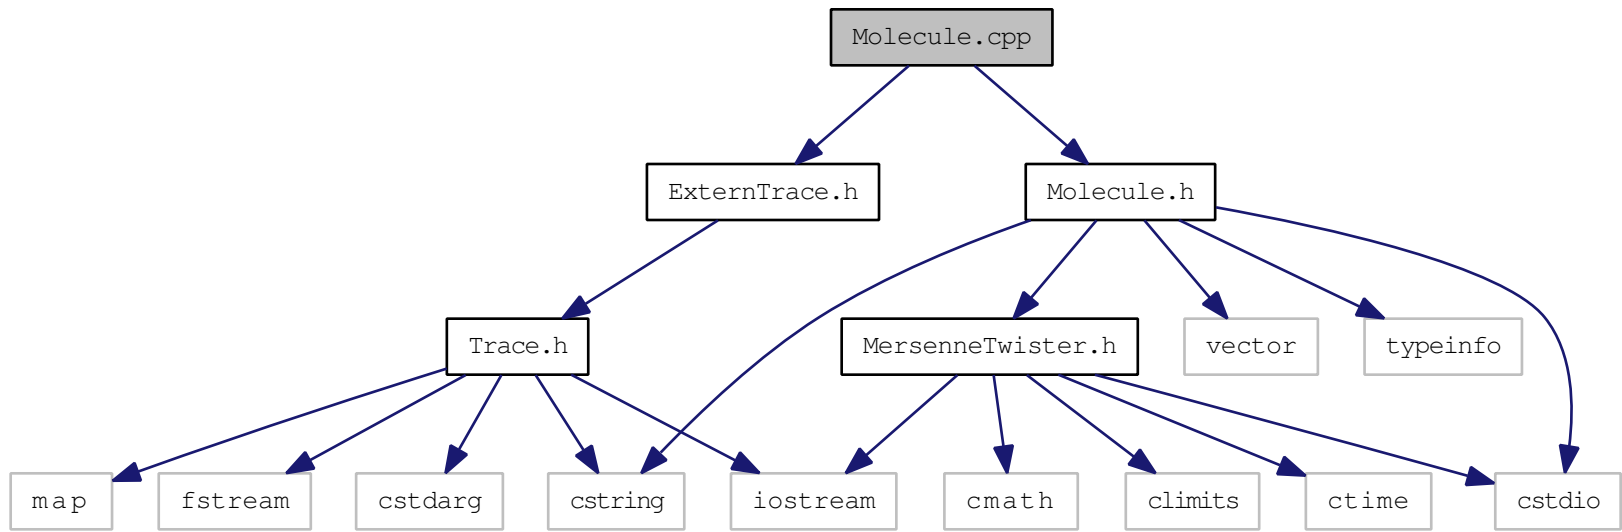 Molecule.cpp
ExternTrace.h
Molecule.h
Trace.h
MersenneTwister.h
vector
typeinfo
map
fstream
cstdarg
cstring
iostream
cmath
climits
ctime
cstdio